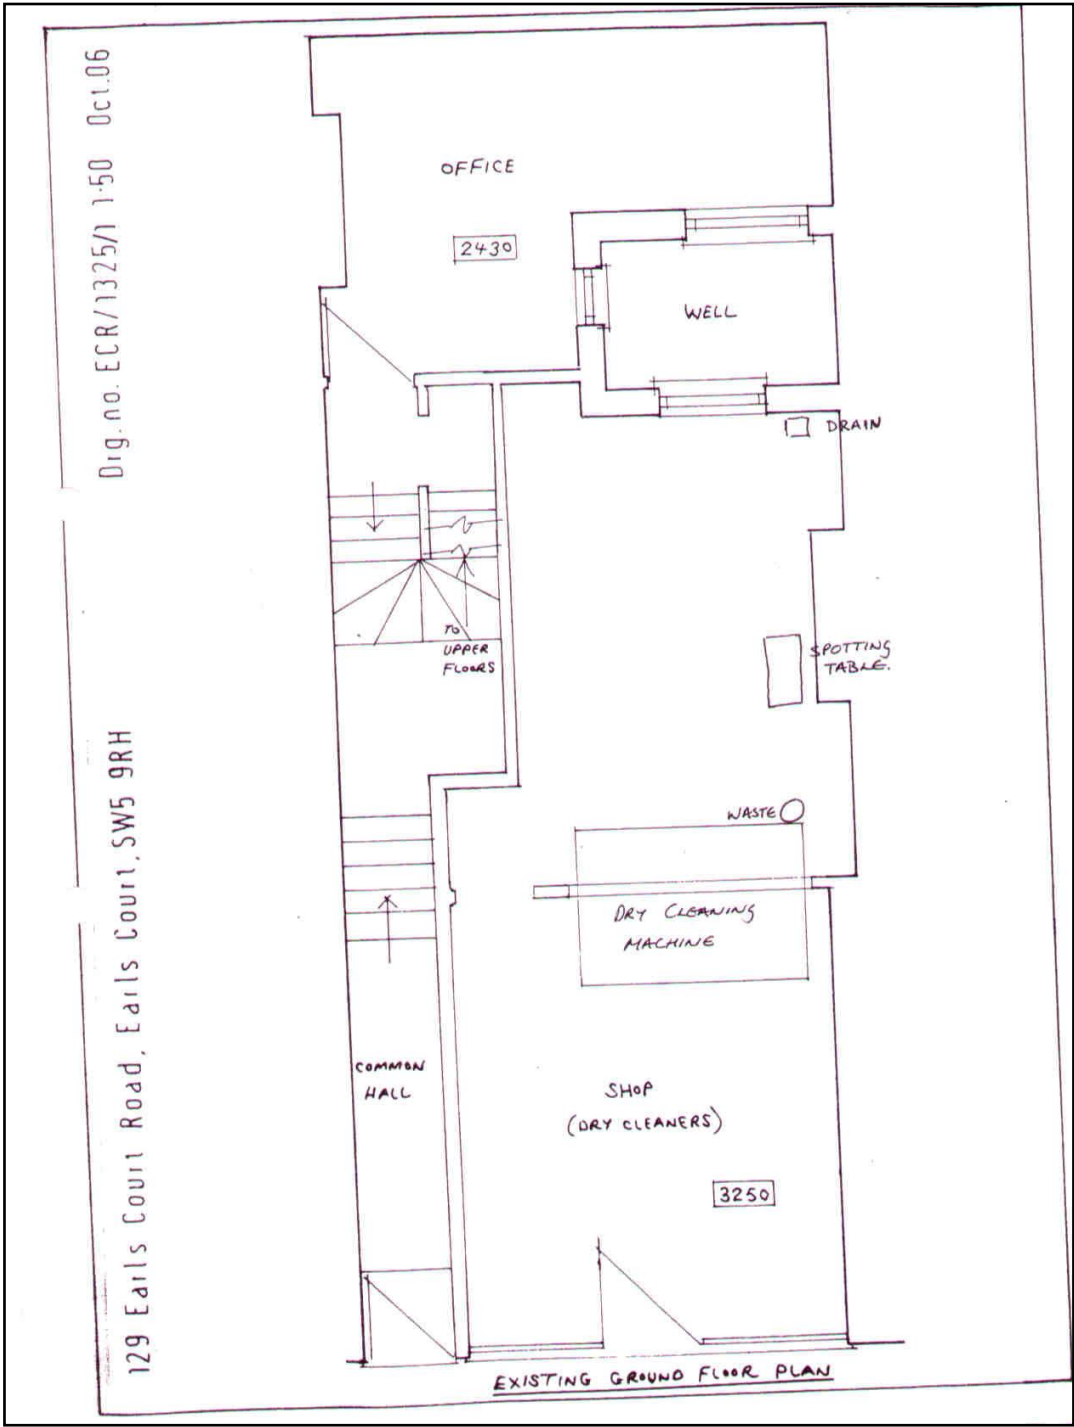 Drg. no. ECR/1325/1 1:50 Oct.06
129 Earls Court Road, Earls Court, SW5 9RH
OFFICE
2430
WELL
DRAIN
TO
UPPER
FLOORS
SPOTTING
TABLE.
WASTE
DRY CLEANING
MACHINE
COMMON
HALL
SHOP
(DRY CLEANERS)
3250
EXISTING GROUND FLOOR PLAN